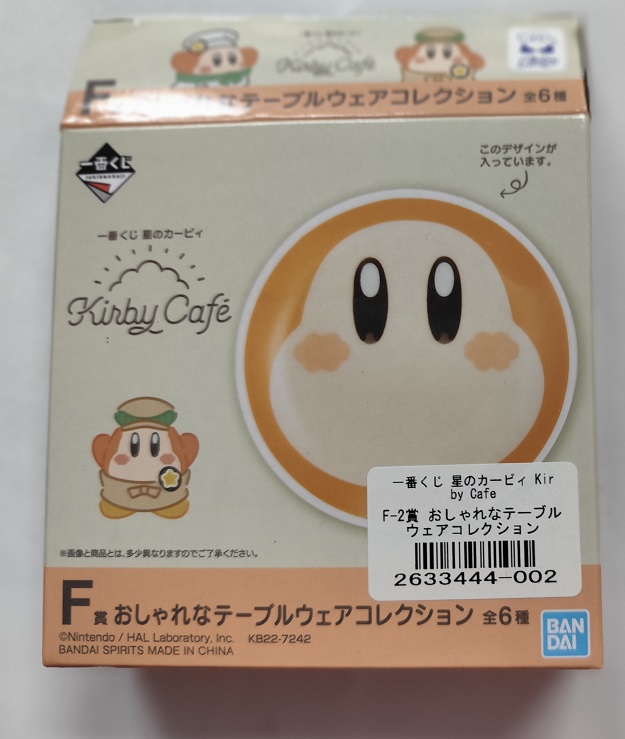 Kirby Café
F
なテーブルウェアコレクション 全6種
一番くじ
このデザインが
入っています。
一番くじ 星のカービィ
Kirby Café
※画像と商品とは、多少異なりますのでご了承ください。
一番くじ 星のカービィ Kir
by Cafe
F-2賞 おしゃれなテーブル
ウェアコレクション
2633444-002
F賞 おしゃれなテーブルウェアコレクション 全6種
©Nintendo / HAL Laboratory, Inc. KB22-7242
BANDAI SPIRITS MADE IN CHINA
BAN
DAI